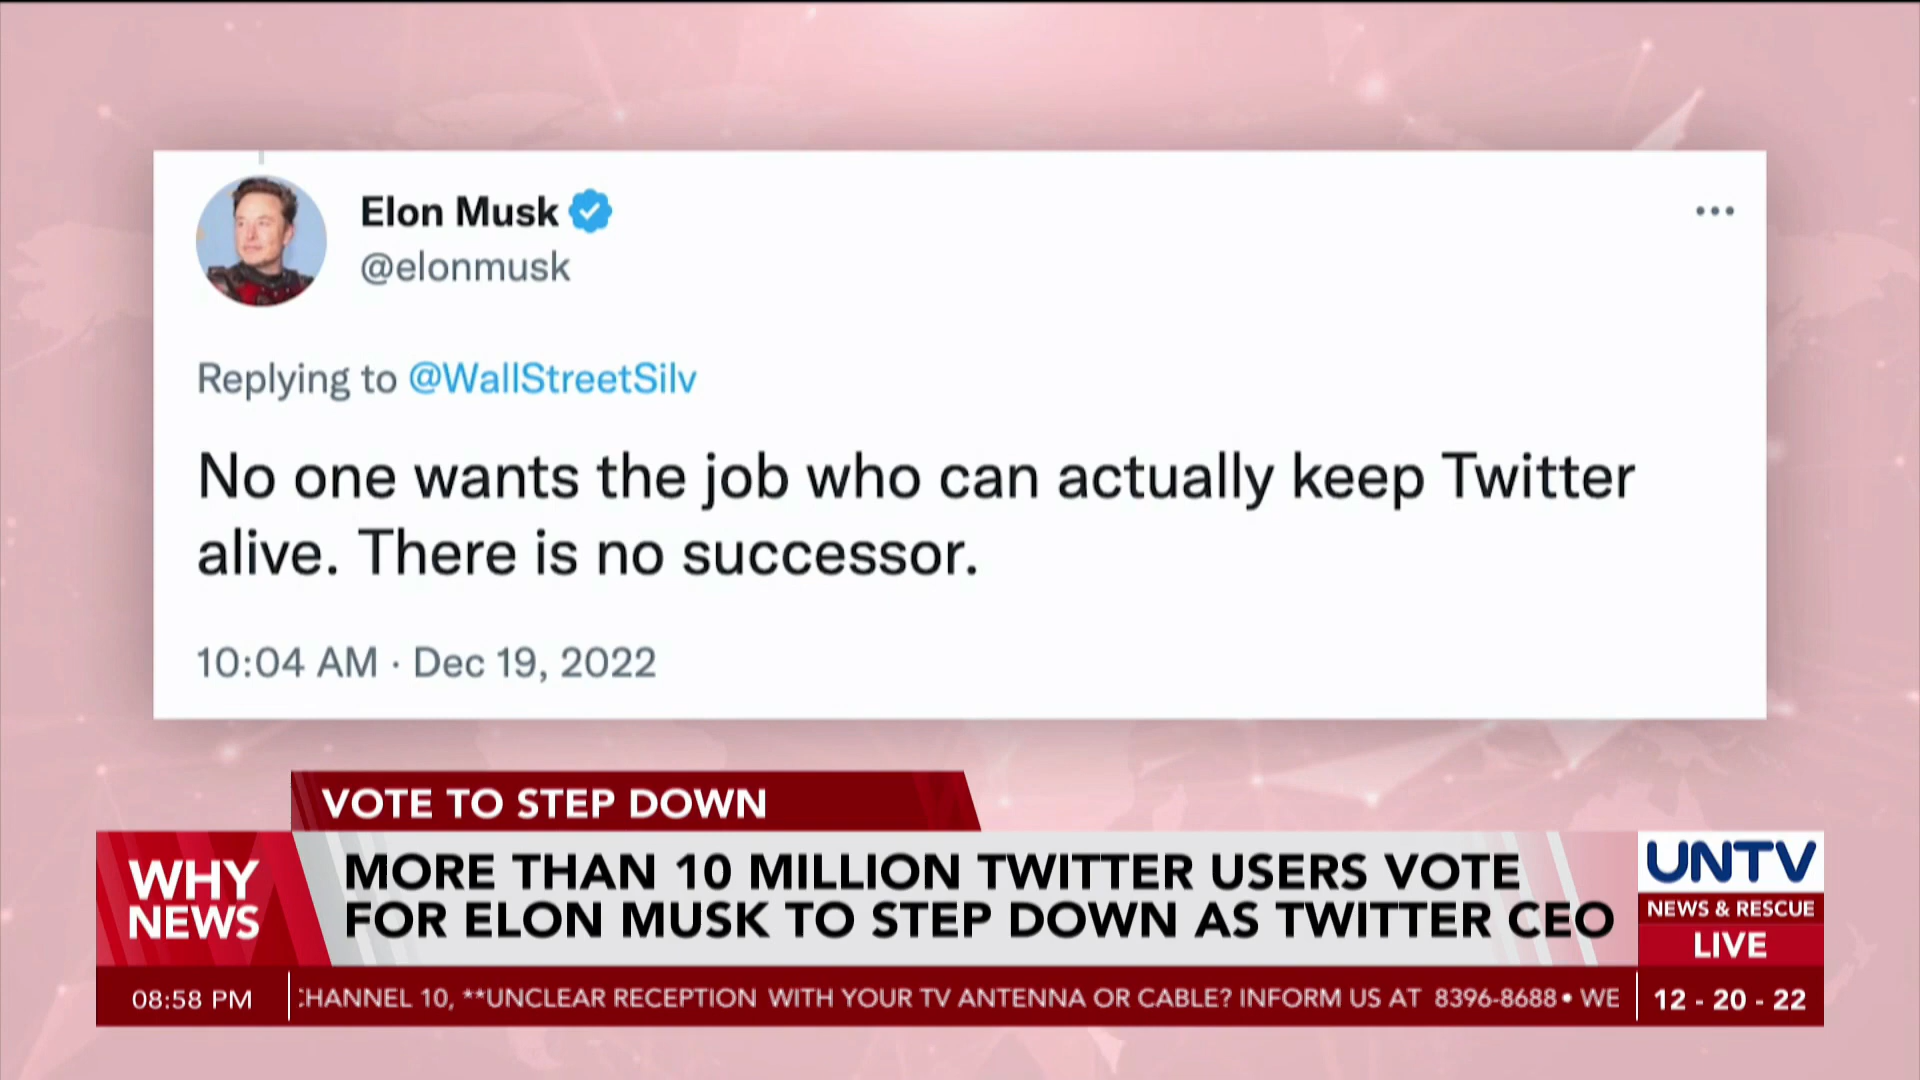 Elon Musk
@elonmusk
Replying to @WallStreetSilv
No one wants the job who can actually keep Twitter
alive. There is no successor.
10:04 AM · Dec 19, 2022
VOTE TO STEP DOWN
WHY
NEWS
MORE THAN 10 MILLION TWITTER USERS VOTE
FOR ELON MUSK TO STEP DOWN AS TWITTER CEO
UNTV
NEWS & RESCUE
LIVE
08:58 PM
CHANNEL 10, **UNCLEAR RECEPTION WITH YOUR TV ANTENNA OR CABLE? INFORM US AT 8396-8688 • WE
12 - 20 - 22